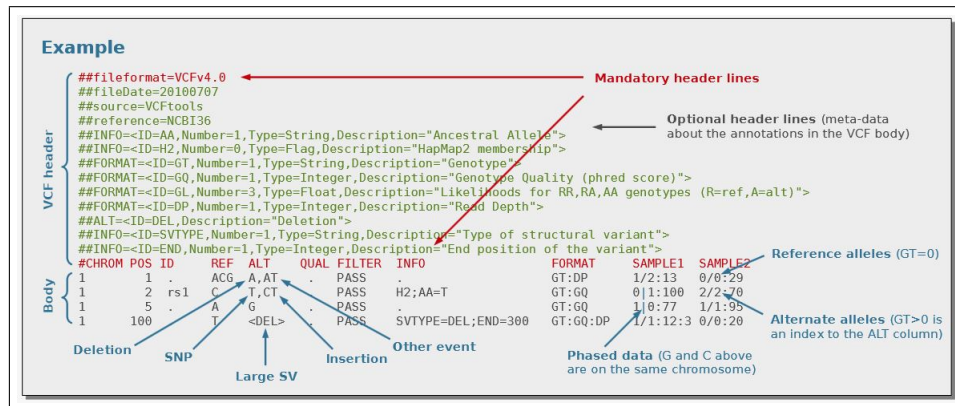 Example
##fileformat=VCFv4.0
Mandatory header lines
##fileDate=20100707
##source=VCFtools
##reference=NCBI36
##INFO=<ID=AA,Number=1,Type=String,Description="Ancestral Allele">
Optional header lines (meta-data
about the annotations in the VCF body)
##INFO=<ID=H2,Number=0,Type=Flag,Description="HapMap2 membership">
##FORMAT=<ID=GT,Number=1,Type=String,Description="Genotype">
##FORMAT=<ID=GQ,Number=1,Type=Integer,Description="Genotype Quality (phred score)">
##FORMAT=<ID=GL,Number=3,Type=Float,Description="Likelihoods for RR,RA,AA genotypes (R=ref,A=alt)">
##FORMAT=<ID=DP,Number=1,Type=Integer,Description="Read Depth">
##ALT=<ID=DEL,Description="Deletion">
##INFO=<ID=SVTYPE,Number=1,Type=String,Description="Type of structural variant">
##INFO=<ID=END,Number=1,Type=Integer,Description="End position of the variant">
VCF header
#CHROM POS ID REF ALT QUAL FILTER INFO FORMAT SAMPLE1 SAMPLE2
1 1 . ACG A,AT . PASS GT:DP 1/2:13 0/0:29
1 2 rs1 C T,CT . PASS H2;AA=T GT:GQ 0|1:100 2/2:70
1 5 . A G . PASS . GT:GQ 1|0:77 1/1:95
1 100 T <DEL> . PASS SVTYPE=DEL;END=300 GT:GQ:DP 1/1:12:3 0/0:20
Body
Reference alleles (GT=0)
Alternate alleles (GT>0 is
an index to the ALT column)
Deletion
SNP
Large SV
Insertion
Other event
Phased data (G and C above
are on the same chromosome)